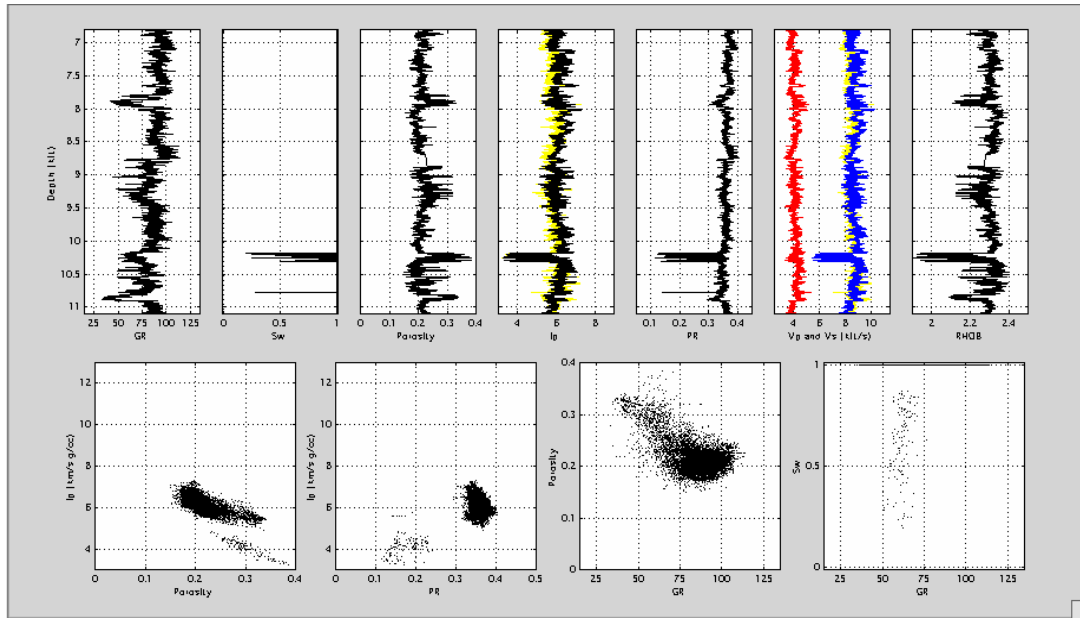 7
7.5
8
8.5
9
9.5
10
10.5
11
Depth (kft)
25 50 75 100 125
GR
0 1
Sw
0 0.1 0.2 0.3 0.4
Porosity
4 6 8
Ip
0.1 0.2 0.3 0.4
PR
4 6 8 10
Vp and Vs (kft/s)
2 2.2 2.4
RHOB
12
10
8
6
4
Ip (km/s g/cc)
0 0.1 0.2 0.3 0.4
Porosity
12
10
8
6
4
Ip (km/s g/cc)
0 0.1 0.2 0.3 0.4 0.5
PR
0.4
0.3
0.2
0.1
0
Porosity
25 50 75 100 125
GR
1
0.5
0
Sw
25 50 75 100 125
GR